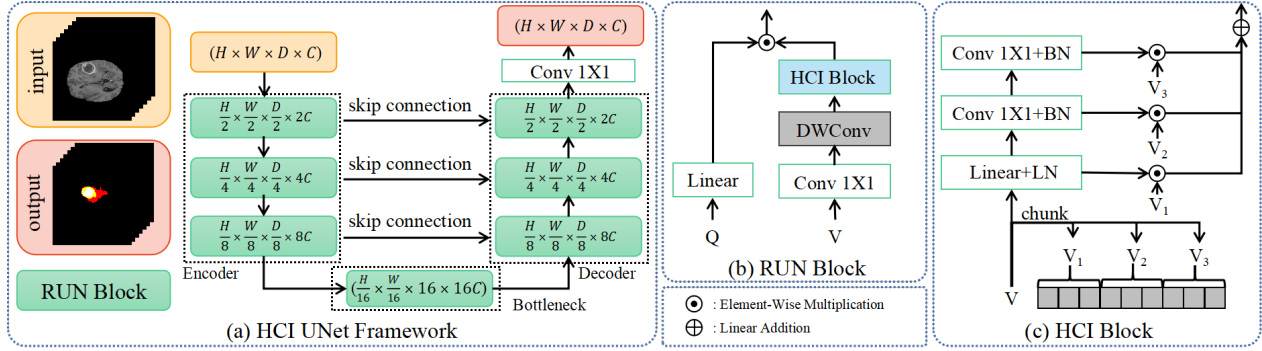 input
output
RUN Block
(H×W×D×C)
H/2 × W/2 × D/2 × 2C
H/4 × W/4 × D/4 × 4C
H/8 × W/8 × D/8 × 8C
Encoder
skip connection
skip connection
skip connection
(H/16 × W/16 × 16 × 16C)
Bottleneck
(H×W×D×C)
Conv 1X1
H/2 × W/2 × D/2 × 2C
H/4 × W/4 × D/4 × 4C
H/8 × W/8 × D/8 × 8C
Decoder
(a) HCI UNet Framework
HCI Block
DWConv
Linear
Conv 1X1
Q
V
(b) RUN Block
: Element-Wise Multiplication
: Linear Addition
Conv 1X1+BN
V₃
Conv 1X1+BN
V₂
Linear+LN
V₁
chunk
V₁
V₂
V₃
V
(c) HCI Block